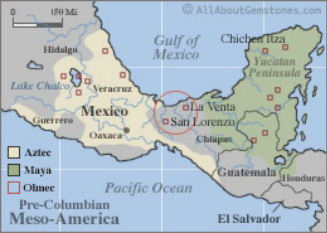 0 150 Mi
© AllAboutGemstones.com
Gulf of
Mexico
Hidalgo
Chichen Itza
Yucatan
Peninsula
Lake Chalco
Veracruz
Mexico
La Venta
San Lorenzo
Guerrero
Oaxaca
Chiapas
Guatemala
Honduras
Aztec
Maya
Olmec
Pacific Ocean
Pre-Columbian
Meso-America
El Salvador